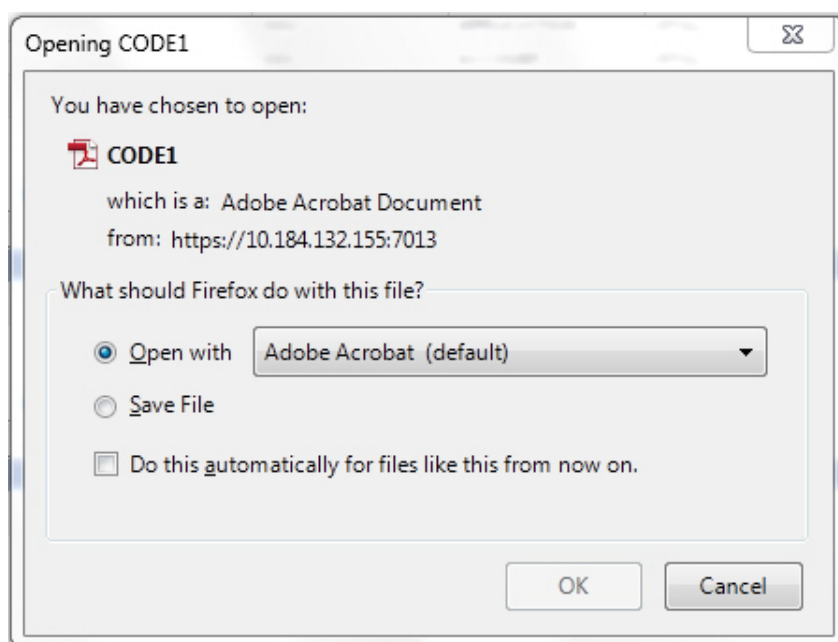 Opening CODE1
You have chosen to open:
CODE1
which is a: Adobe Acrobat Document
from: https://10.184.132.155:7013
What should Firefox do with this file?
Open with Adobe Acrobat (default)
Save File
Do this automatically for files like this from now on.
OK Cancel